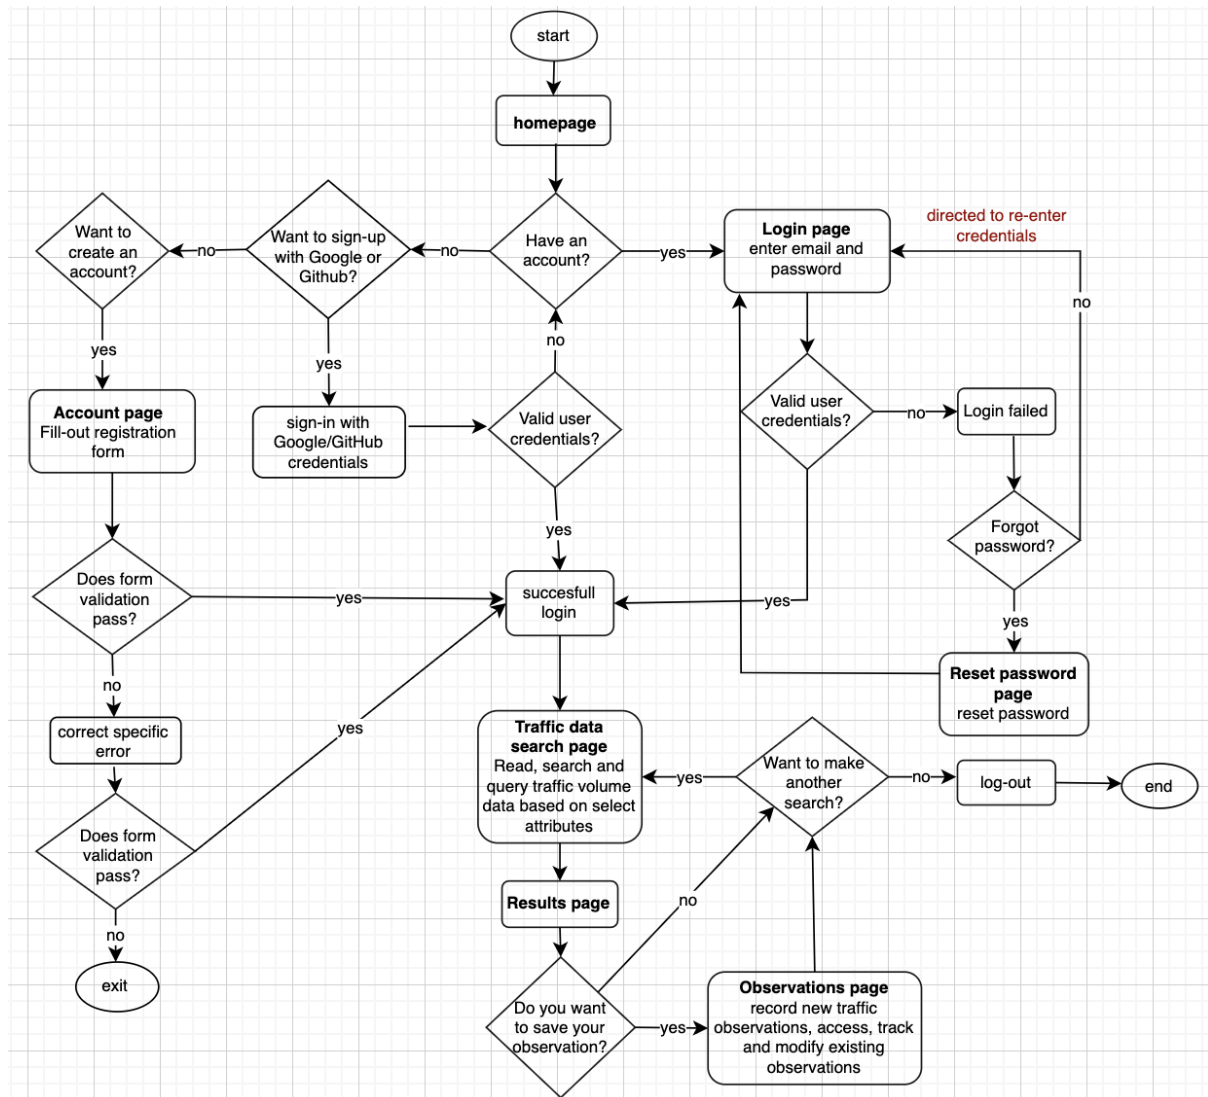 start
homepage
Want to
create an
account?
no
Want to sign-up
with Google or
Github?
no
Have an
account?
yes
Login page
enter email and
password
directed to re-enter
credentials
no
yes
yes
no
Account page
Fill-out registration
form
sign-in with
Google/GitHub
credentials
Valid user
credentials?
Valid user
credentials?
no
Login failed
yes
Forgot
password?
Does form
validation
pass?
yes
succesfull
login
yes
yes
no
Reset password
page
reset password
correct specific
error
yes
Traffic data
search page
Read, search and
query traffic volume
data based on select
attributes
yes
Want to make
another
search?
no
log-out
end
Does form
validation
pass?
no
Results page
no
exit
Do you want
to save your
observation?
yes
Observations page
record new traffic
observations, access, track
and modify existing
observations